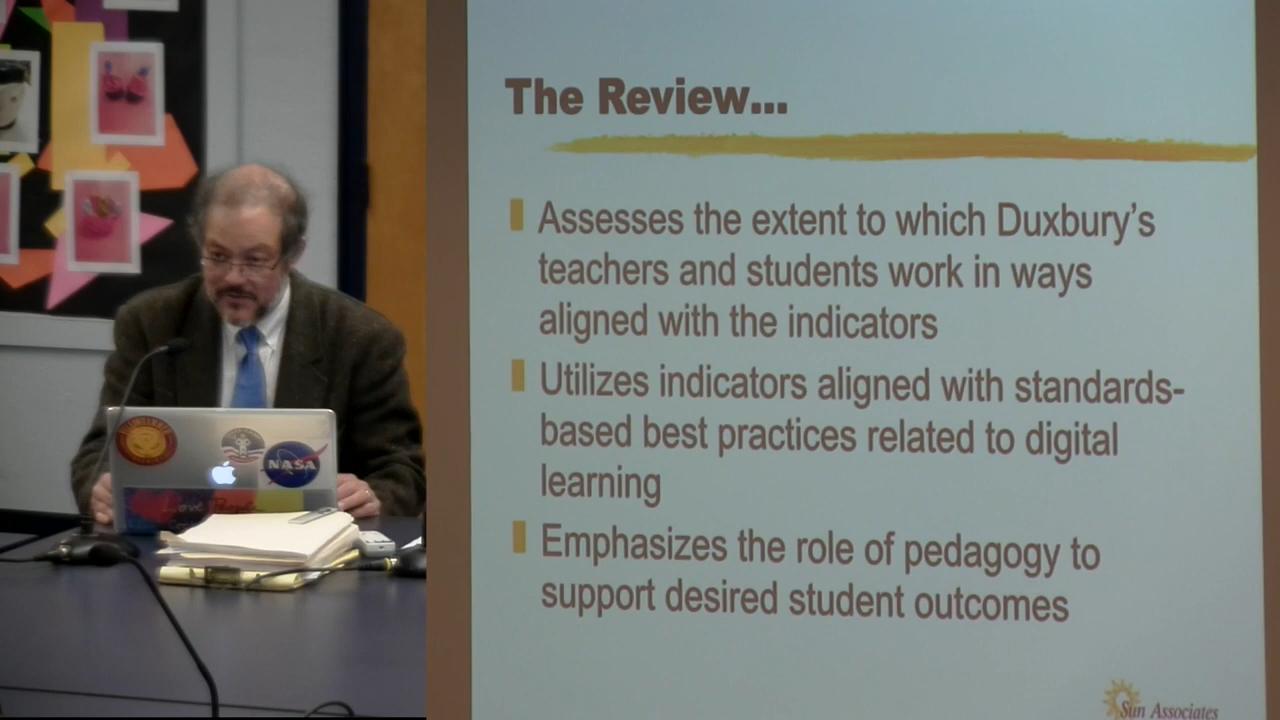 The Review...
Assesses the extent to which Duxbury's
teachers and students work in ways
aligned with the indicators
Utilizes indicators aligned with standards-
based best practices related to digital
learning
Emphasizes the role of pedagogy to
support desired student outcomes
Sun Associates
NASA
Love